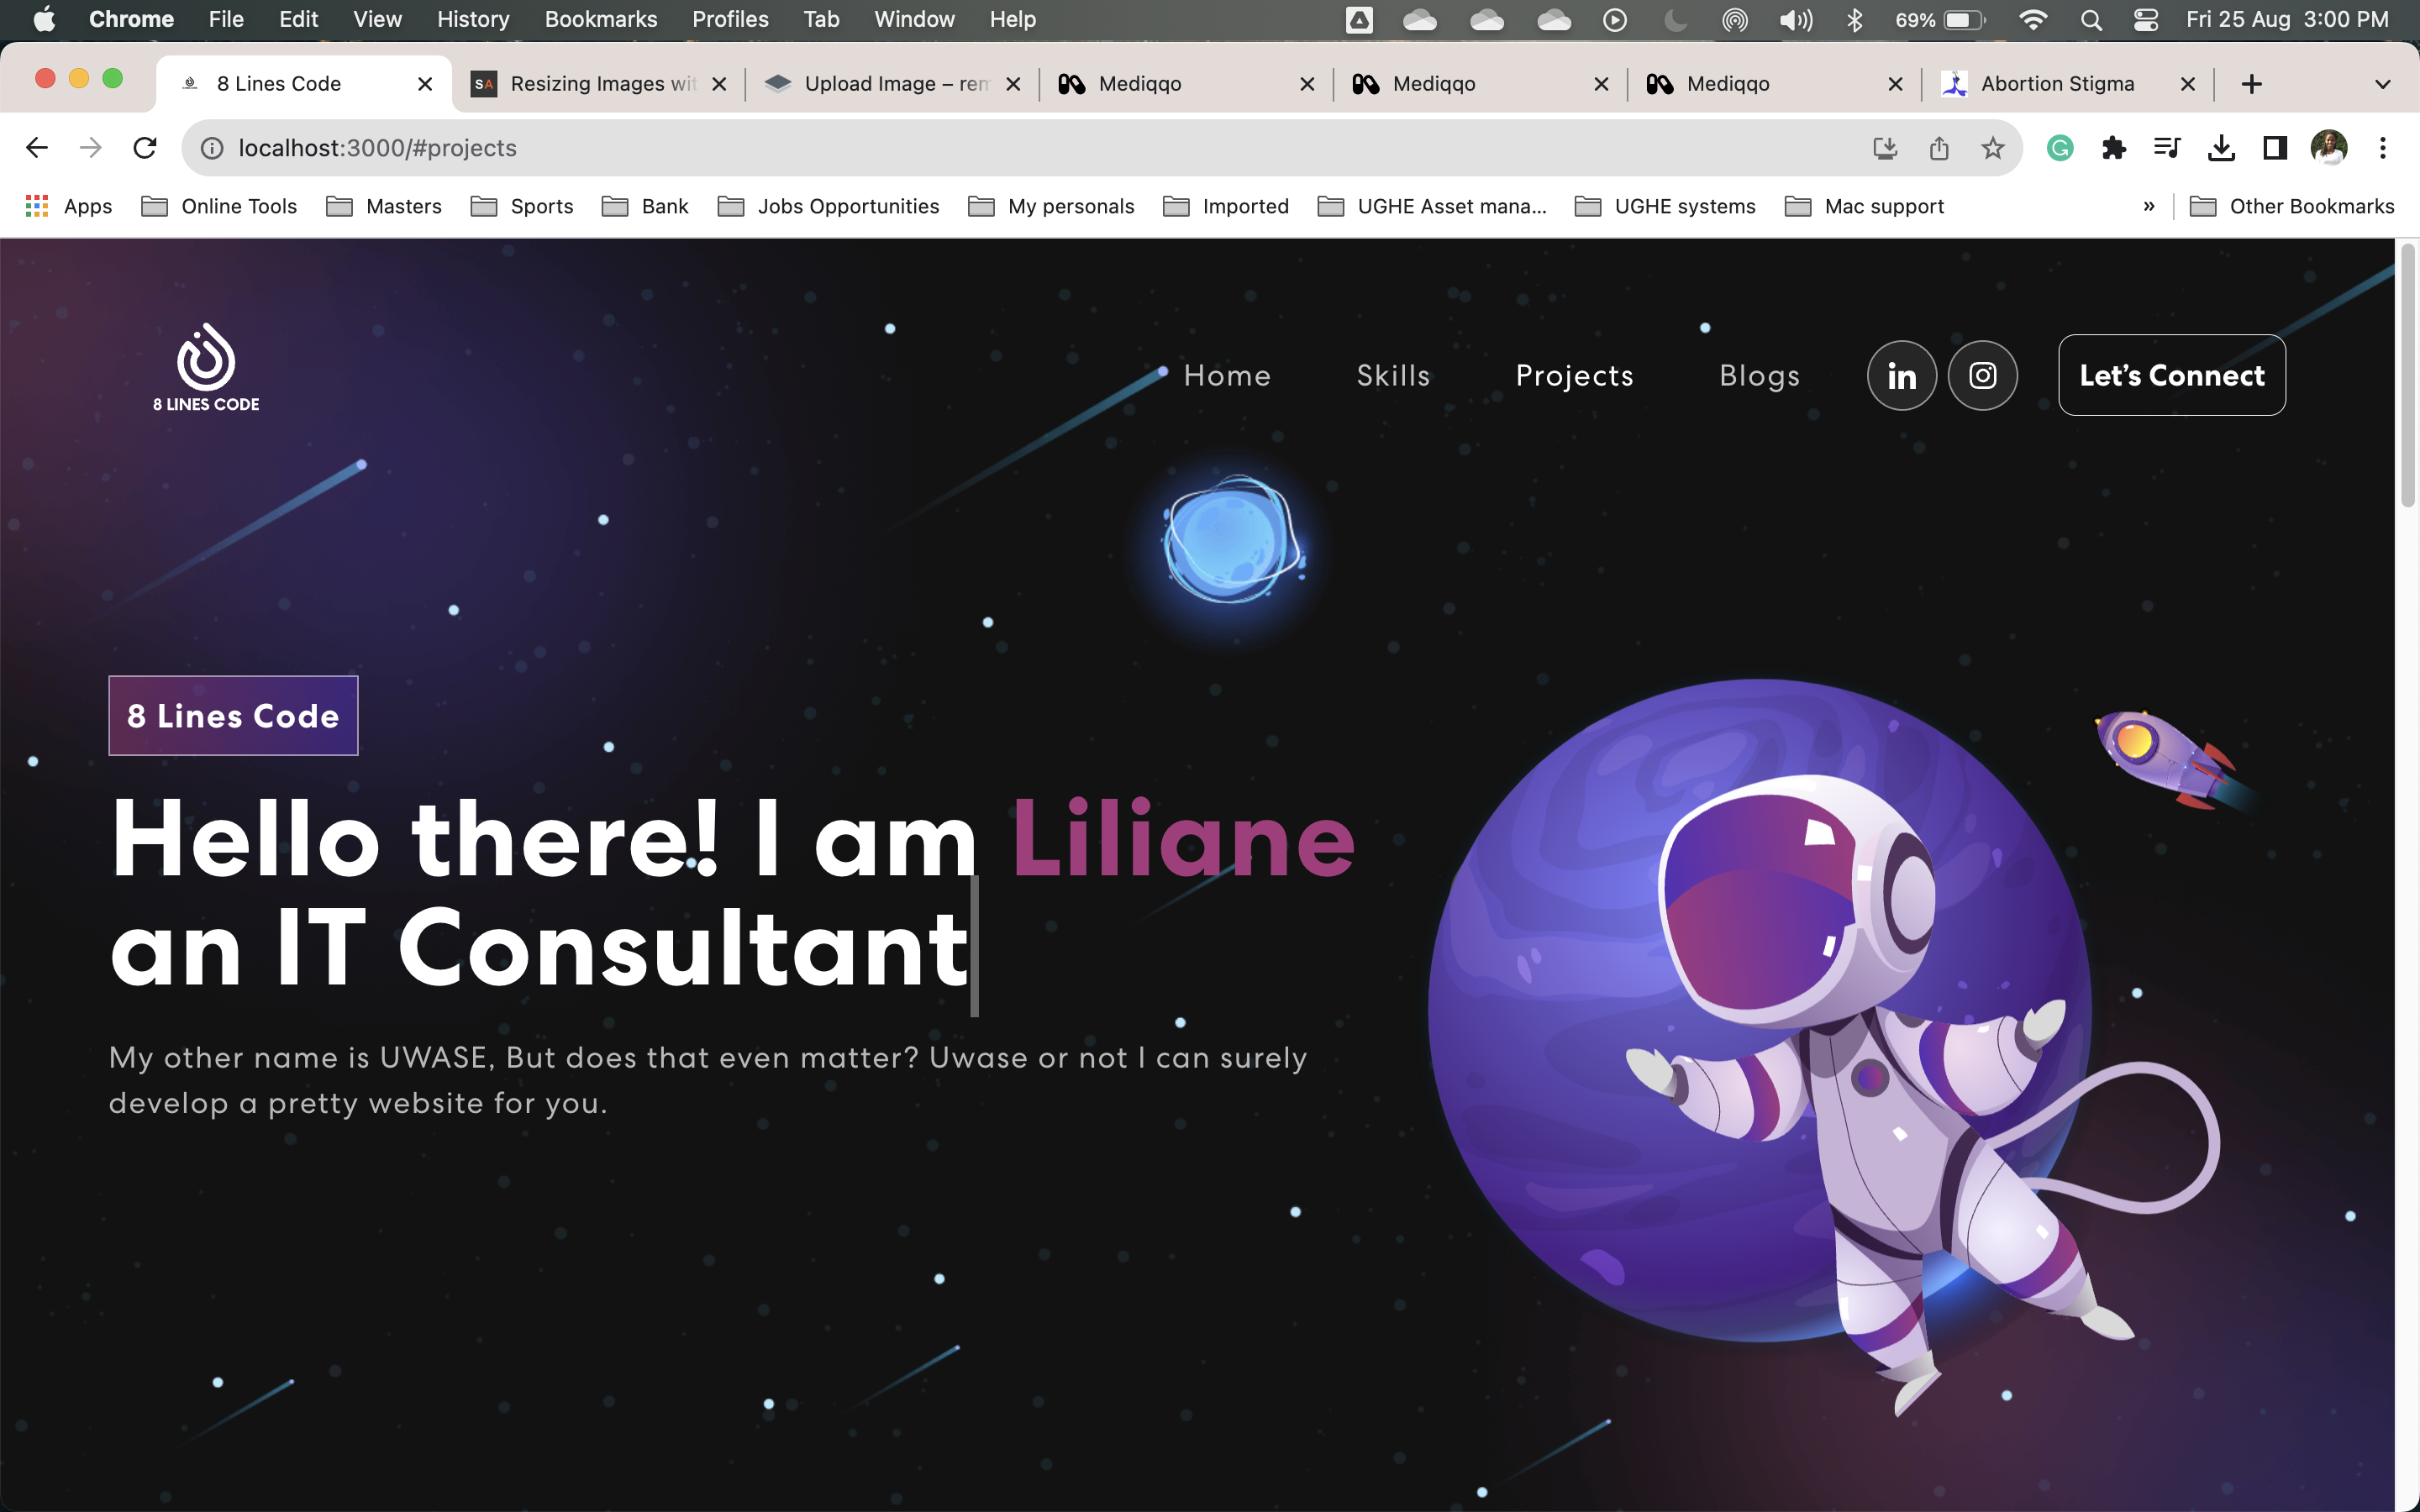 Chrome File Edit View History Bookmarks Profiles Tab Window Help 69% Fri 25 Aug 3:00 PM
8 Lines Code SA Resizing Images wit Upload Image – rem Mediqqo Mediqqo Mediqqo Abortion Stigma
localhost:3000/#projects
Apps Online Tools Masters Sports Bank Jobs Opportunities My personals Imported UGHE Asset mana... UGHE systems Mac support » Other Bookmarks
8 LINES CODE
Home Skills Projects Blogs in Let’s Connect
8 Lines Code
Hello there! I am Liliane
an IT Consultant
My other name is UWASE, But does that even matter? Uwase or not I can surely
develop a pretty website for you.